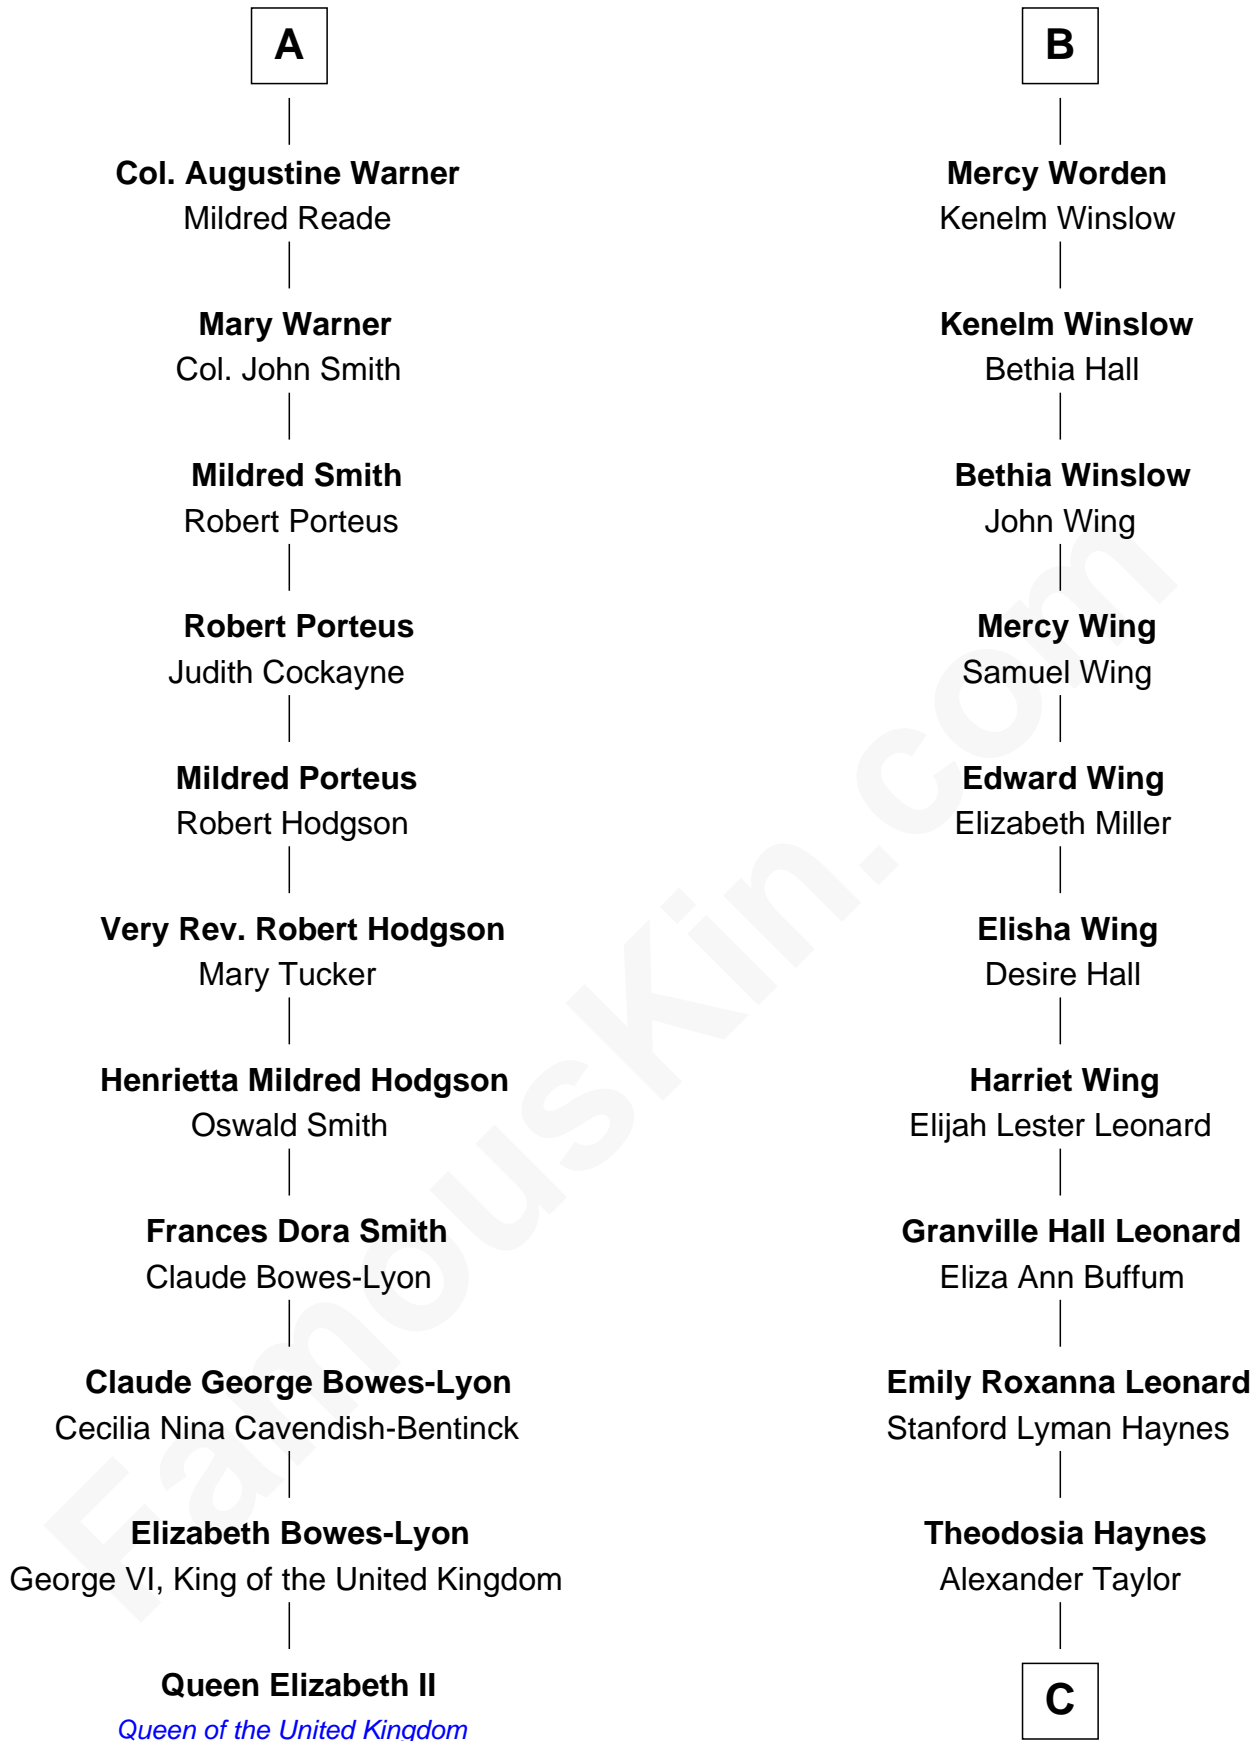 A
Col. Augustine Warner
Mildred Reade
Mary Warner
Col. John Smith
Mildred Smith
Robert Porteus
Robert Porteus
Judith Cockayne
Mildred Porteus
Robert Hodgson
Very Rev. Robert Hodgson
Mary Tucker
Henrietta Mildred Hodgson
Oswald Smith
Frances Dora Smith
Claude Bowes-Lyon
Claude George Bowes-Lyon
Cecilia Nina Cavendish-Bentinck
Elizabeth Bowes-Lyon
George VI, King of the United Kingdom
Queen Elizabeth II
Queen of the United Kingdom
B
Mercy Worden
Kenelm Winslow
Kenelm Winslow
Bethia Hall
Bethia Winslow
John Wing
Mercy Wing
Samuel Wing
Edward Wing
Elizabeth Miller
Elisha Wing
Desire Hall
Harriet Wing
Elijah Lester Leonard
Granville Hall Leonard
Eliza Ann Buffum
Emily Roxanna Leonard
Stanford Lyman Haynes
Theodosia Haynes
Alexander Taylor
C
FamousKin.com